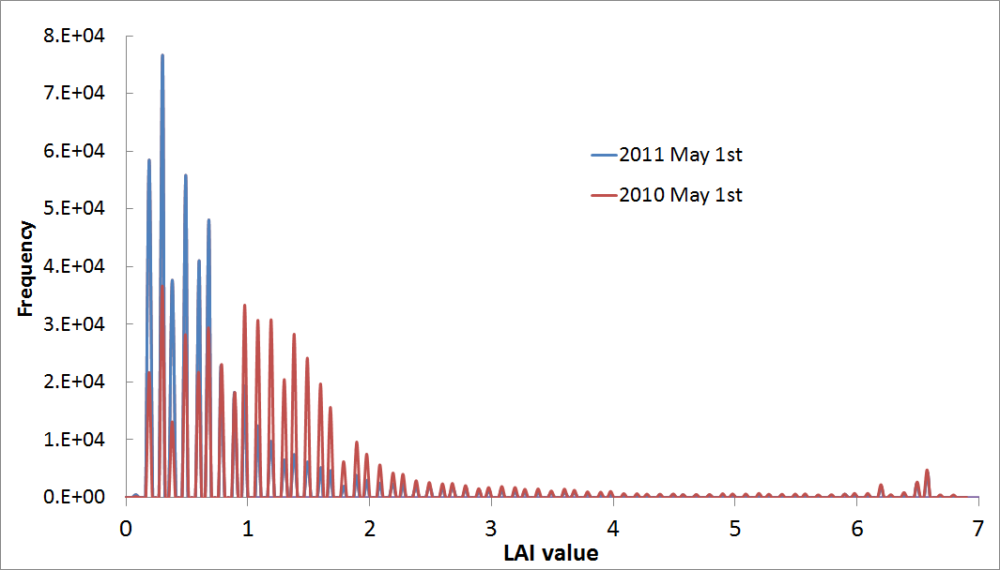 8.E+04
7.E+04
6.E+04
5.E+04
4.E+04
3.E+04
2.E+04
1.E+04
0.E+00
Frequency
2011 May 1st
2010 May 1st
0 1 2 3 4 5 6 7
LAI value